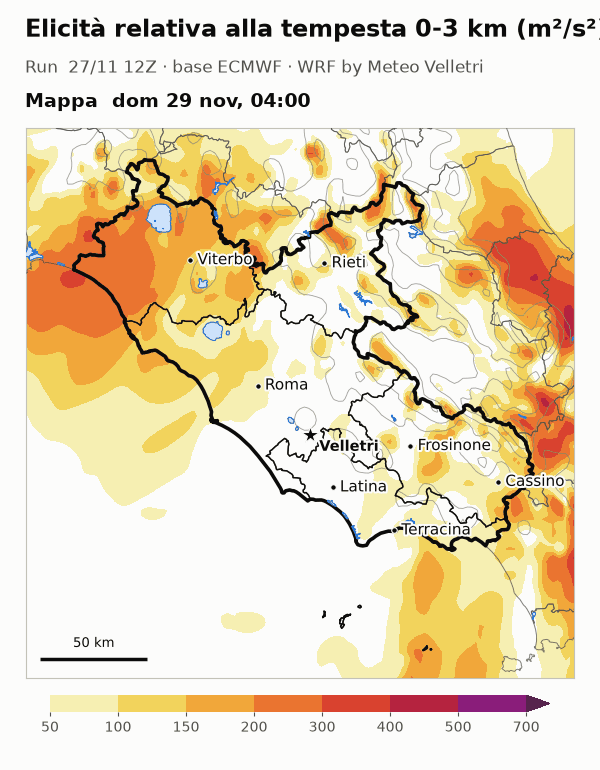 Elicità relativa alla tempesta 0-3 km (m²/s²)
Run 27/11 12Z · base ECMWF · WRF by Meteo Velletri
Mappa dom 29 nov, 04:00
Viterbo
Rieti
Roma
Velletri
Frosinone
Cassino
Latina
Terracina
50 km
50 100 150 200 300 400 500 700